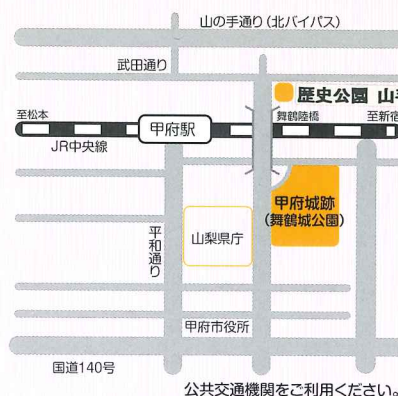 山の手通り(北バイパス)
武田通り
歴史公園 山手
至松本
甲府駅
舞鶴陸橋
至新宿
JR中央線
甲府城跡
(舞鶴城公園)
山梨県庁
平和通り
甲府市役所
国道140号
公共交通機関をご利用ください。